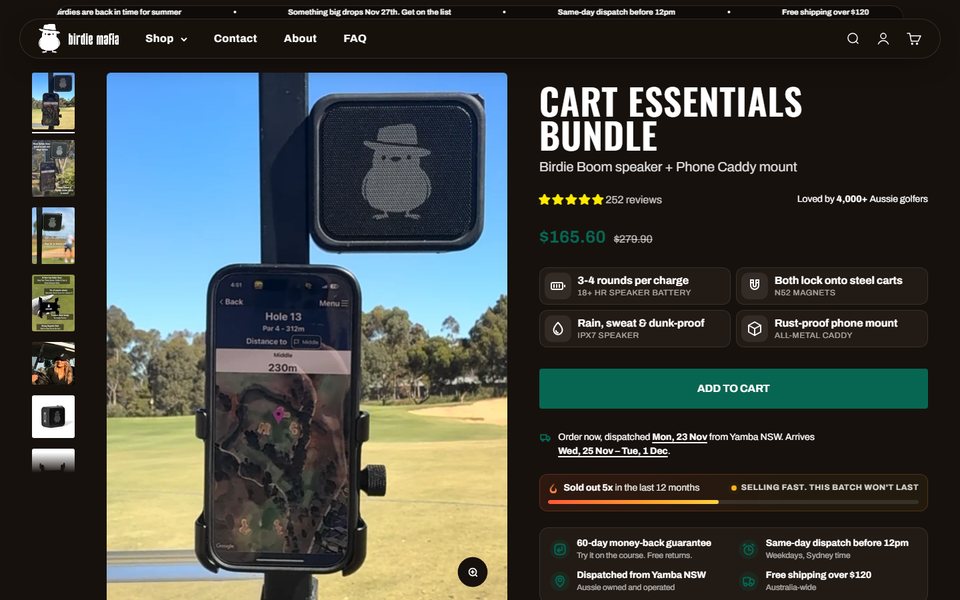 irdies are back in time for summer
Something big drops Nov 27th. Get on the list
Same-day dispatch before 12pm
Free shipping over $120
birdie mafia
Shop
Contact
About
FAQ
CART ESSENTIALS
BUNDLE
Birdie Boom speaker + Phone Caddy mount
252 reviews
Loved by 4,000+ Aussie golfers
$165.60 $279.90
3-4 rounds per charge
18+ HR SPEAKER BATTERY
Both lock onto steel carts
N52 MAGNETS
Rain, sweat & dunk-proof
IPX7 SPEAKER
Rust-proof phone mount
ALL-METAL CADDY
ADD TO CART
Order now, dispatched Mon, 23 Nov from Yamba NSW. Arrives
Wed, 25 Nov – Tue, 1 Dec.
Sold out 5x in the last 12 months
SELLING FAST. THIS BATCH WON'T LAST
60-day money-back guarantee
Try it on the course. Free returns.
Same-day dispatch before 12pm
Weekdays, Sydney time
Dispatched from Yamba NSW
Aussie owned and operated
Free shipping over $120
Australia-wide
4:51
Back
Menu
Hole 13
Par 4 - 312m
Distance to
Middle
Middle
230m
Google